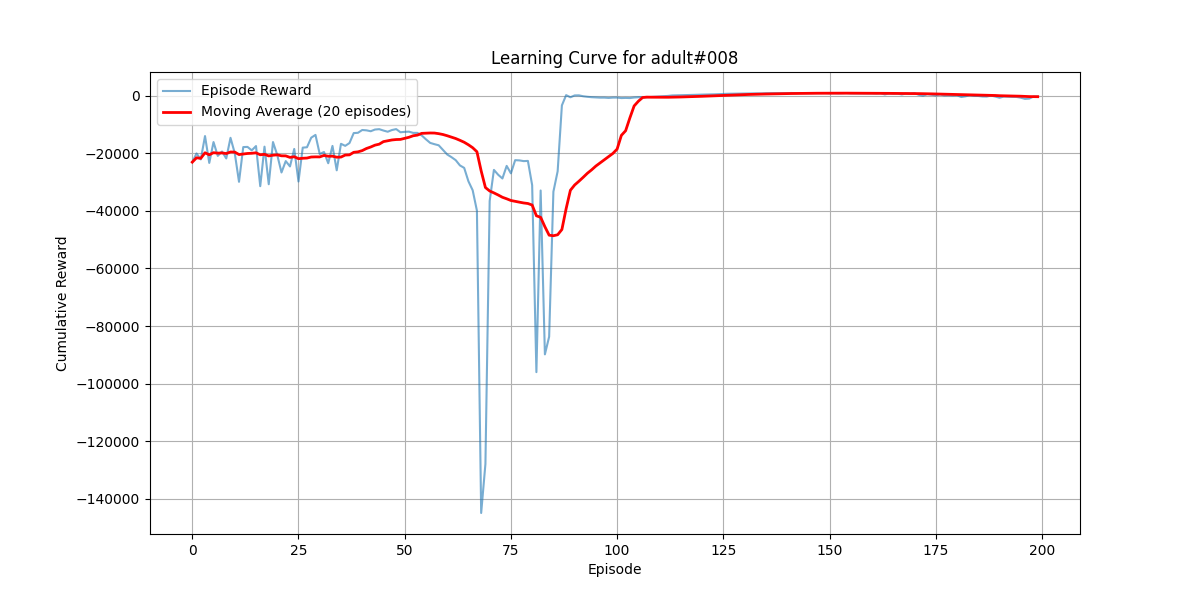 Learning Curve for adult#008
Episode Reward
Moving Average (20 episodes)
0
−20000
−40000
−60000
−80000
−100000
−120000
−140000
Cumulative Reward
0 25 50 75 100 125 150 175 200
Episode